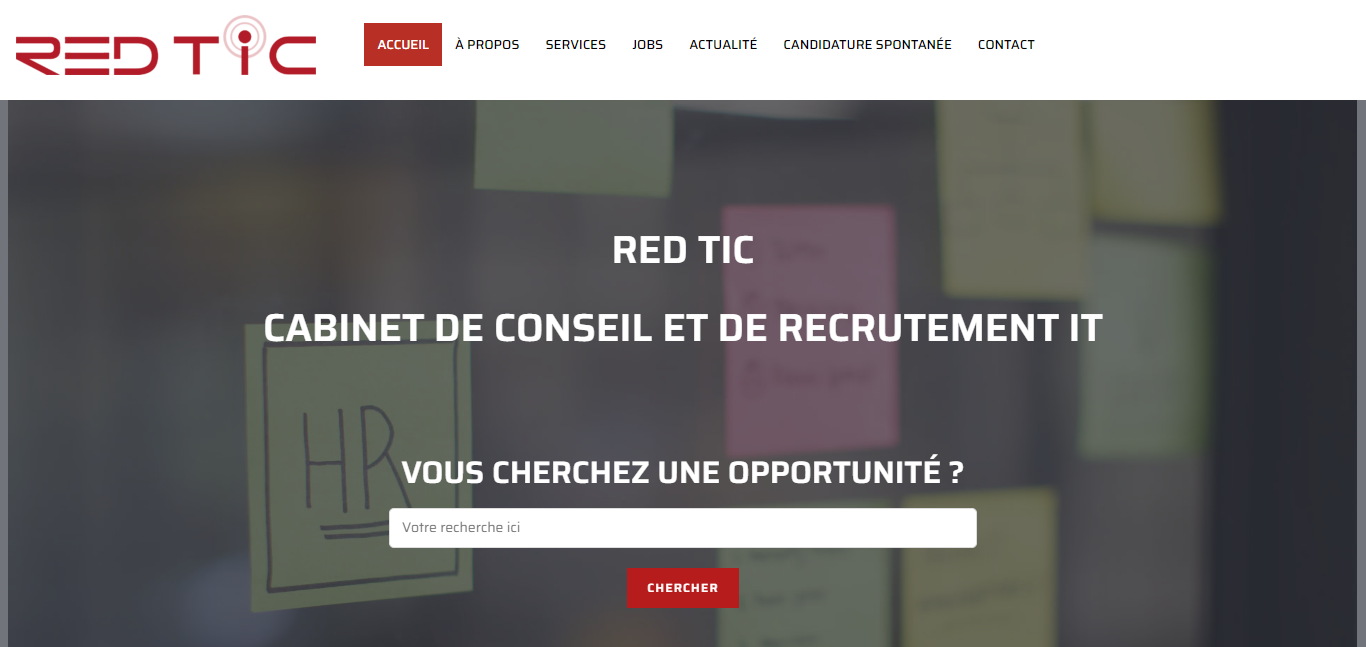 RED TIC
ACCUEIL À PROPOS SERVICES JOBS ACTUALITÉ CANDIDATURE SPONTANÉE CONTACT
RED TIC
CABINET DE CONSEIL ET DE RECRUTEMENT IT
HR
VOUS CHERCHEZ UNE OPPORTUNITÉ ?
Votre recherche ici
CHERCHER